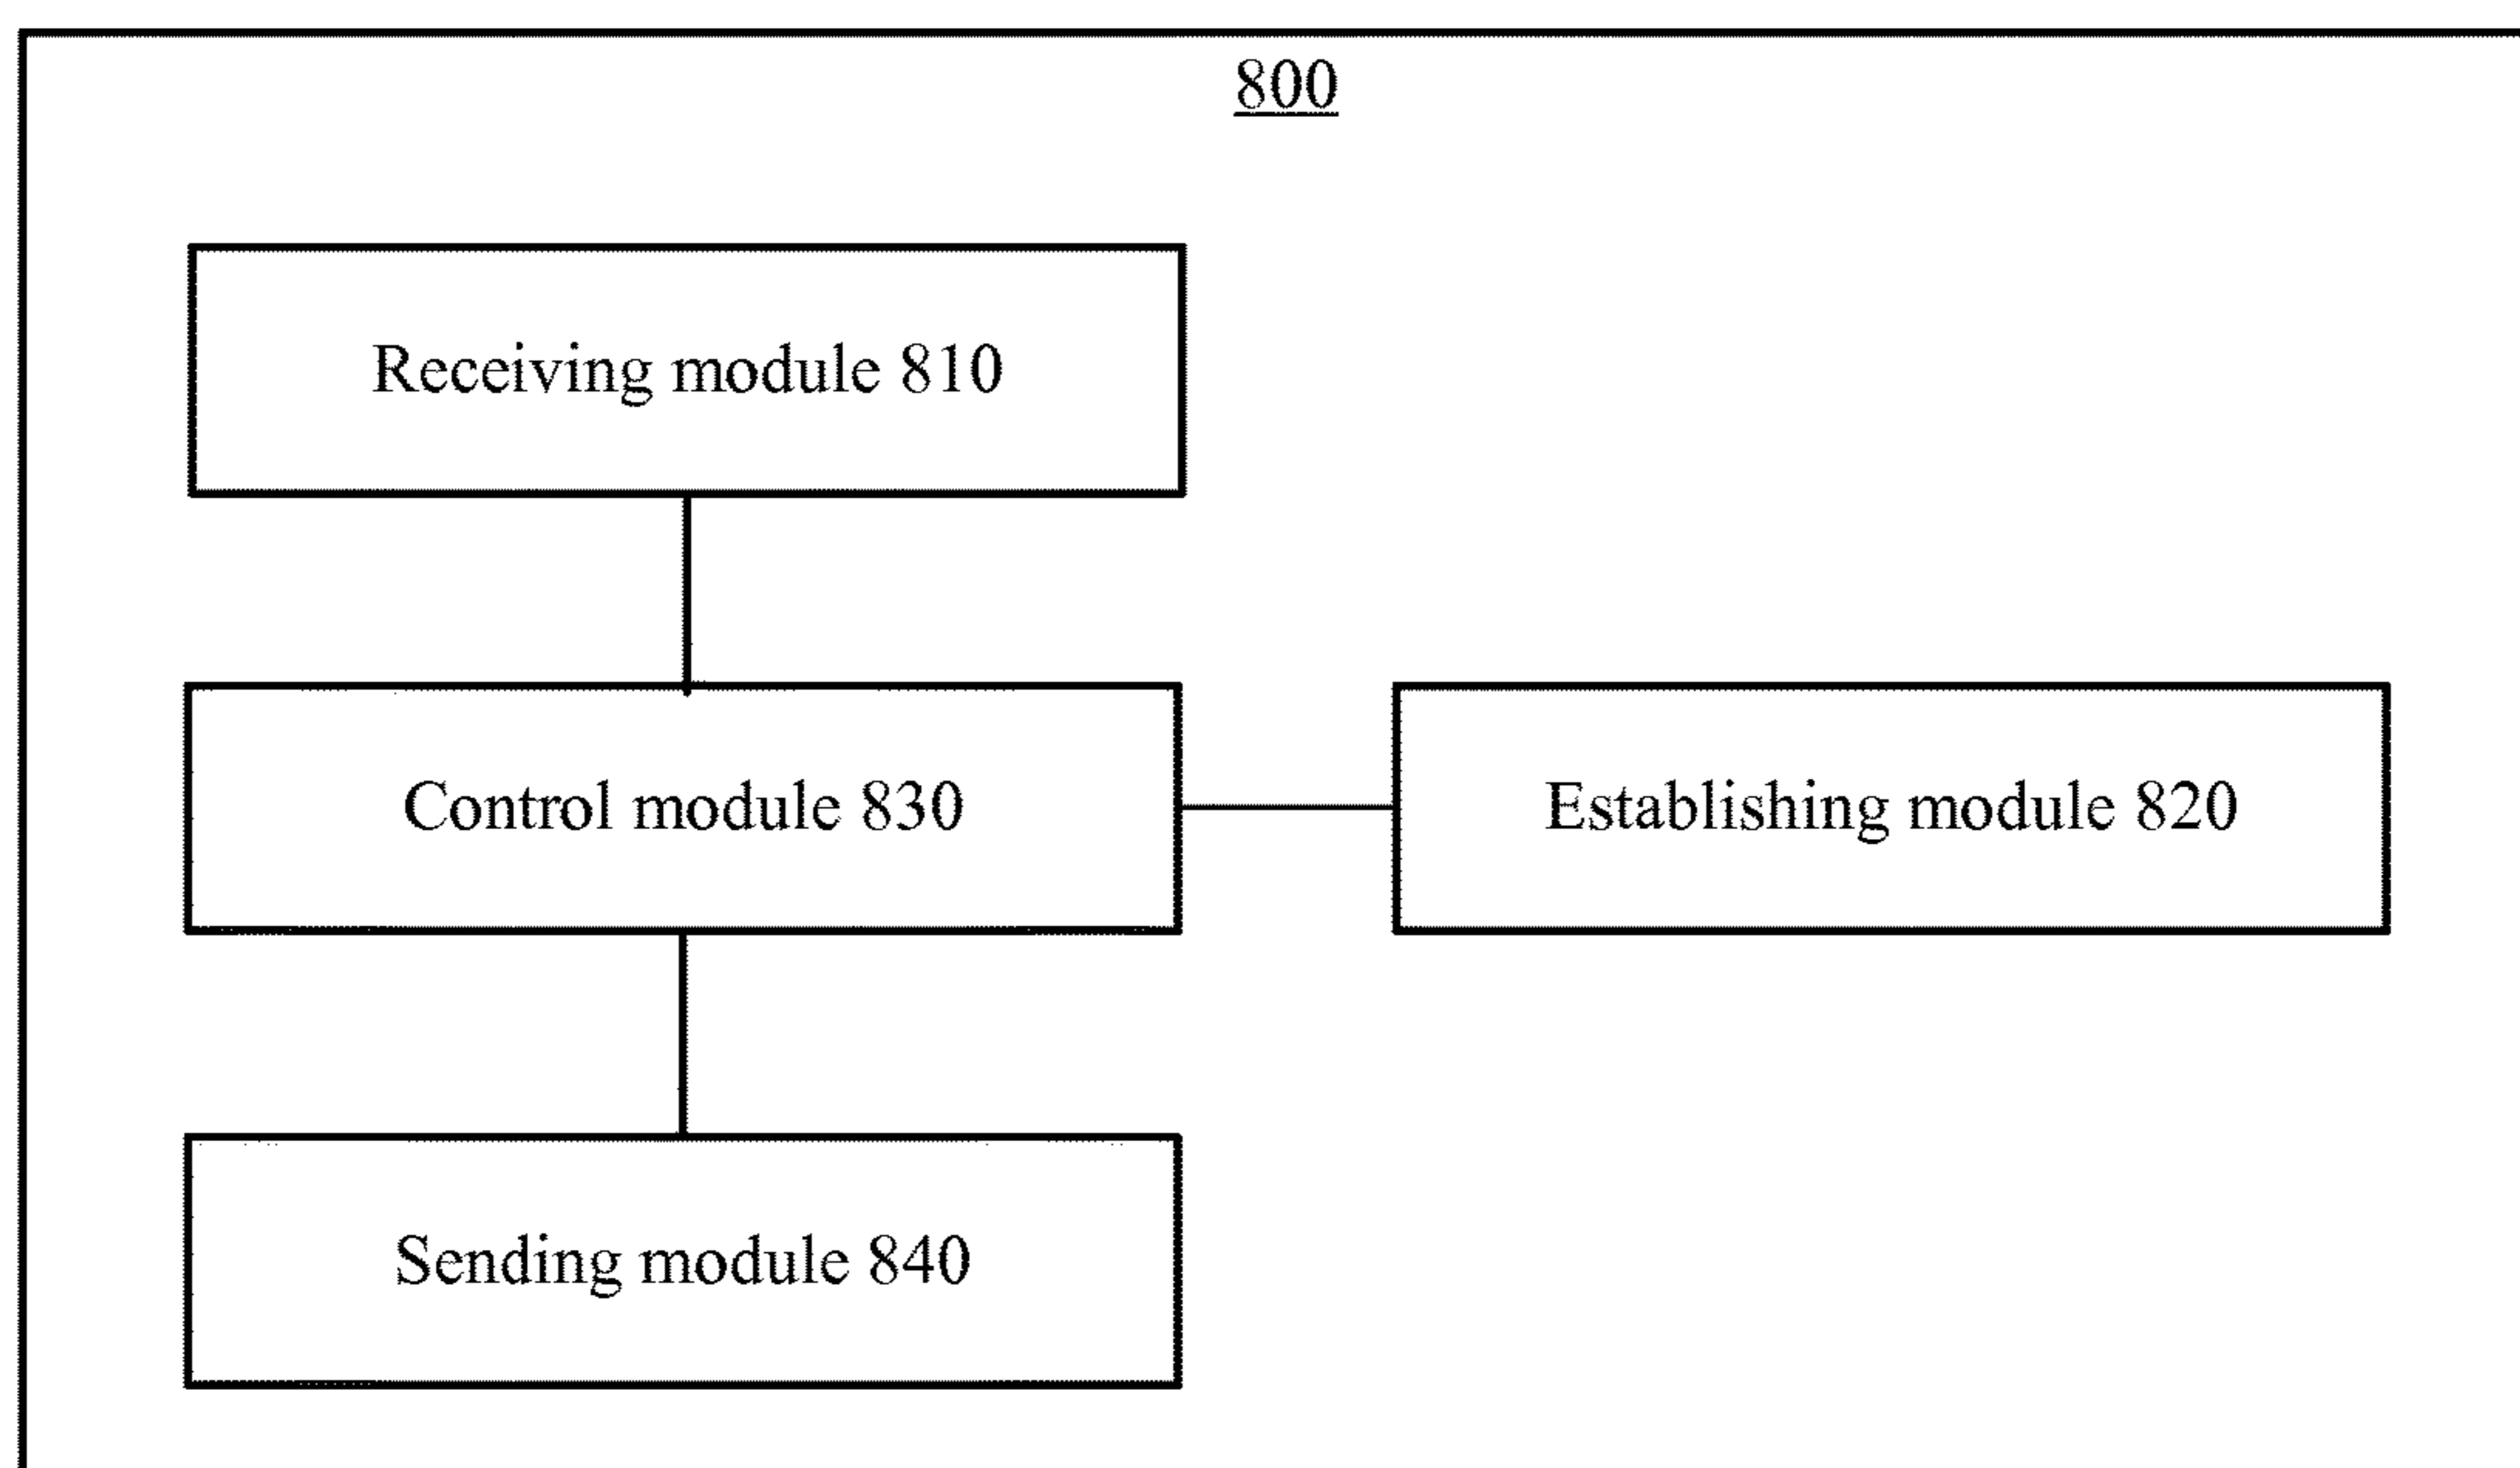 800
Receiving module 810
Control module 830
Establishing module 820
Sending module 840